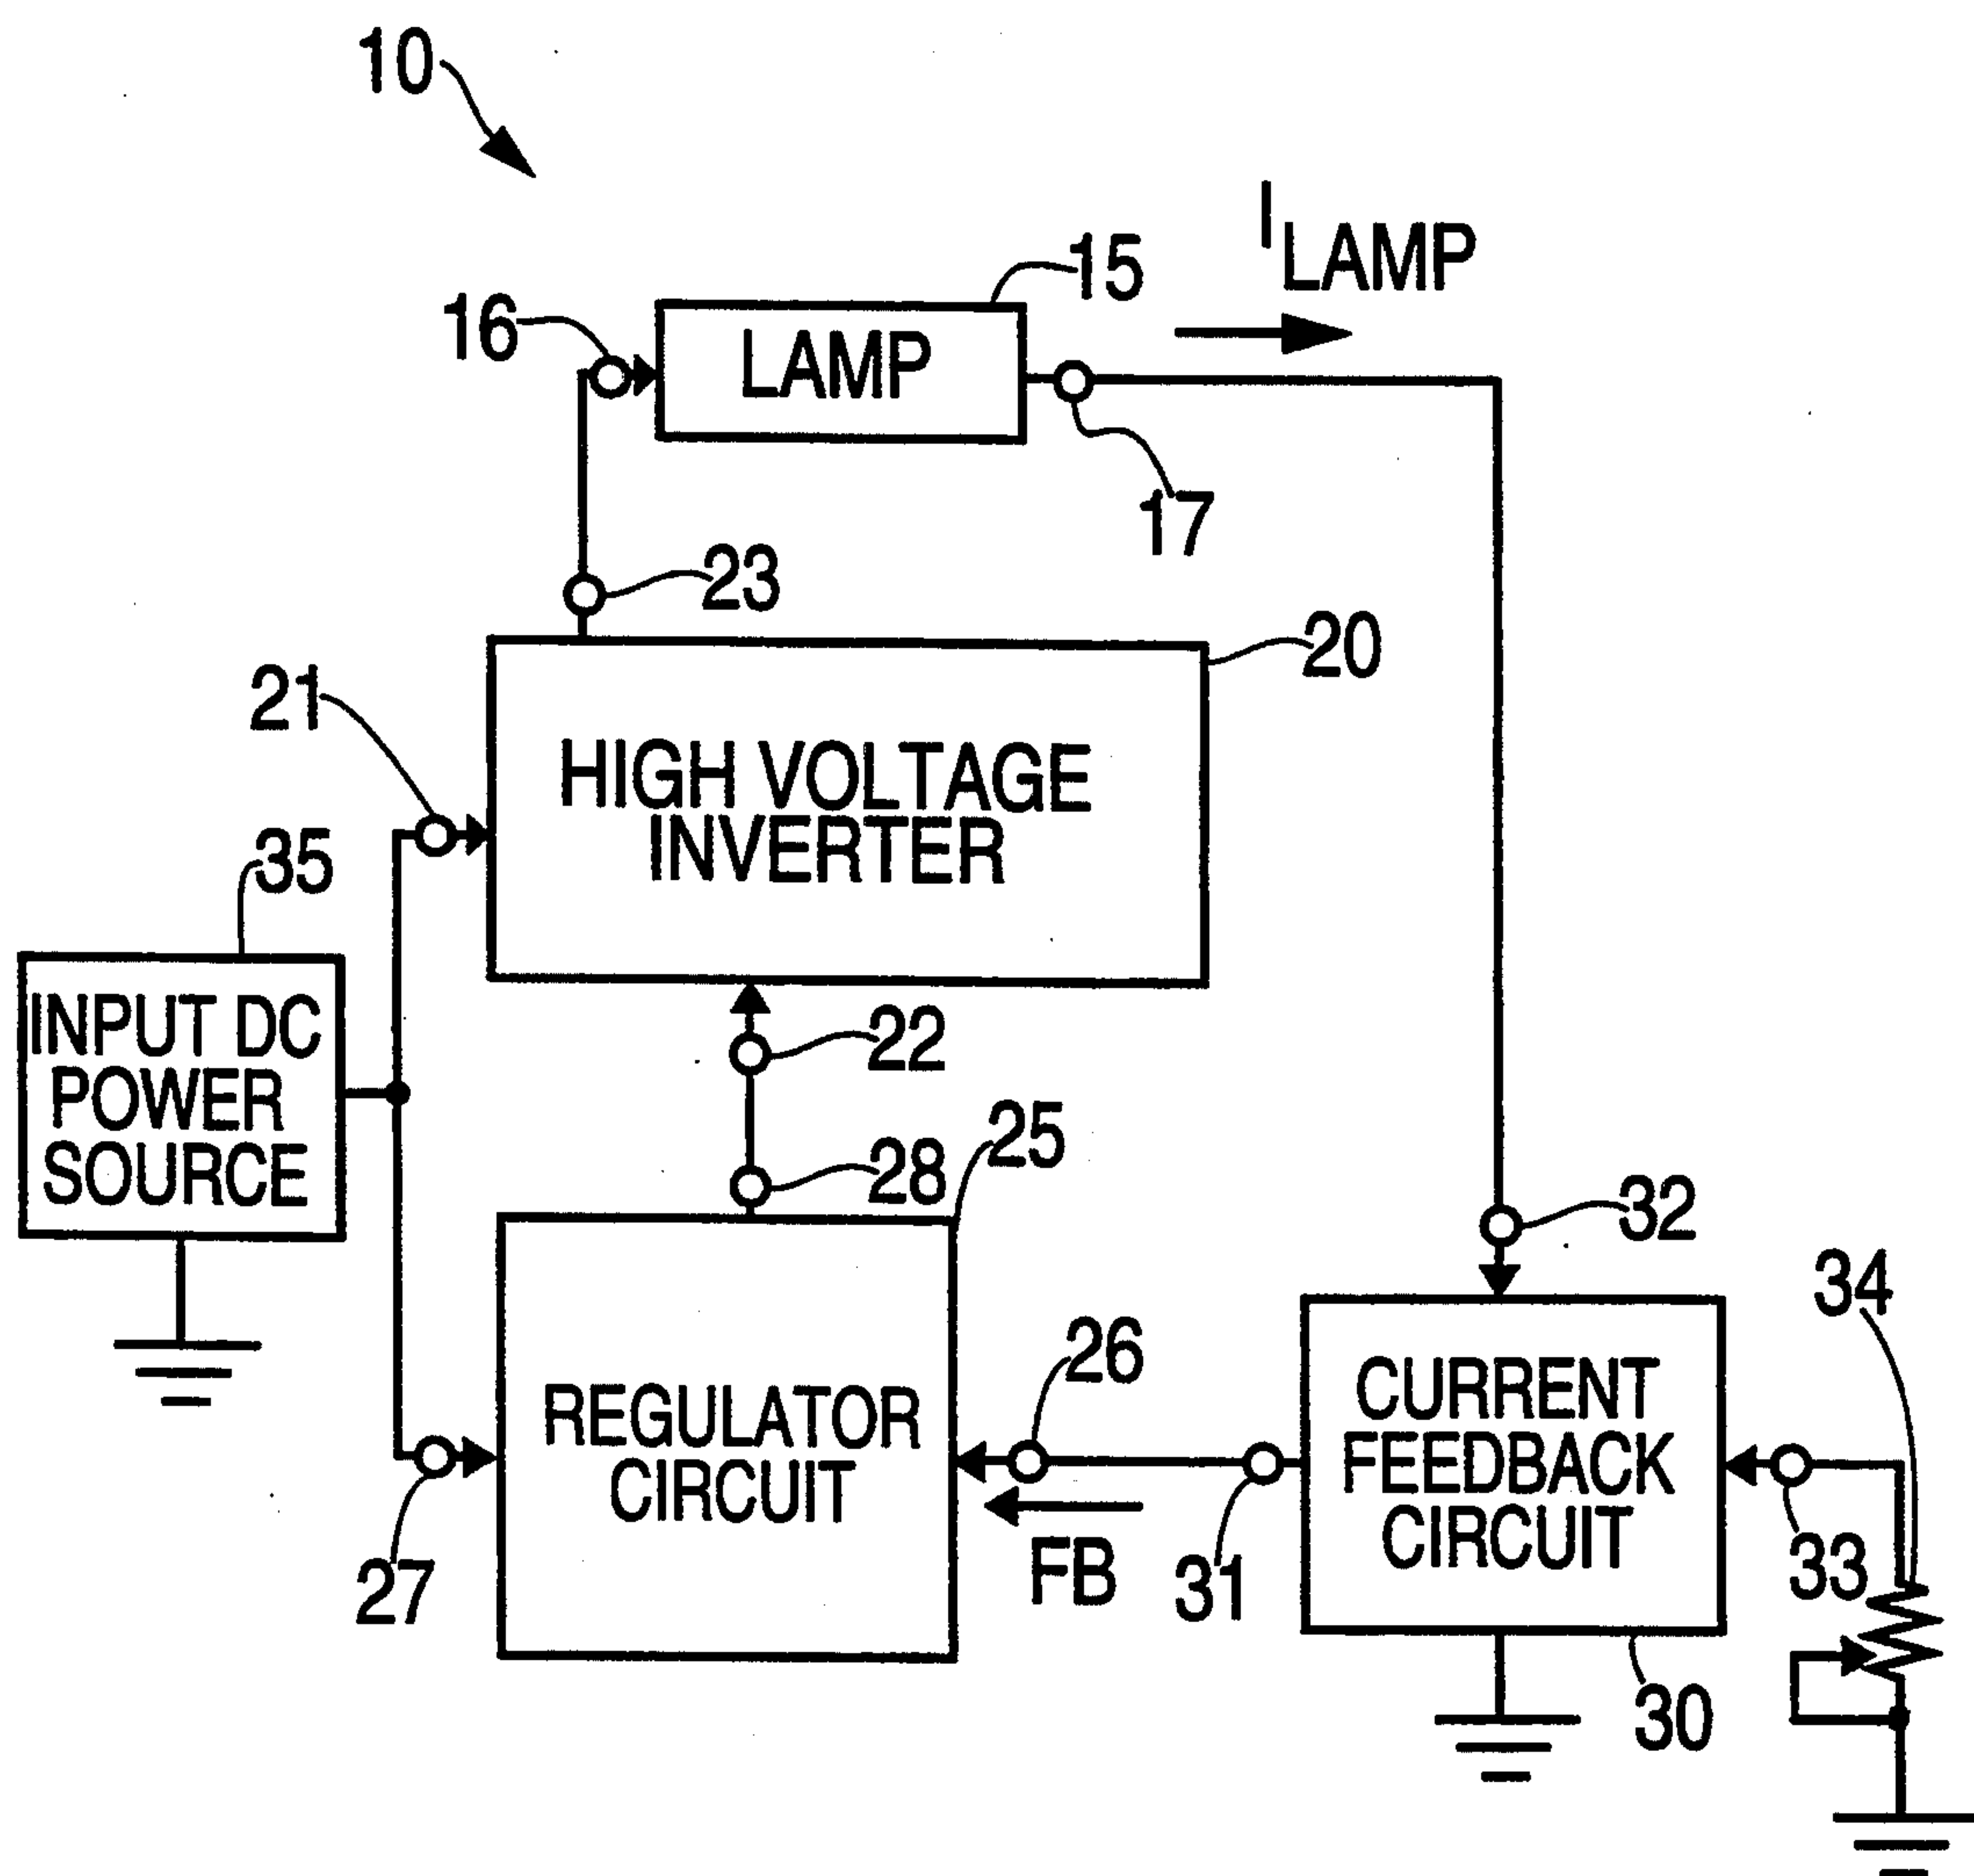 10
I LAMP
15
16
LAMP
17
23
20
21
HIGH VOLTAGE
INVERTER
35
INPUT DC
POWER
SOURCE
22
25
28
32
34
26
CURRENT
FEEDBACK
CIRCUIT
REGULATOR
CIRCUIT
27
FB
31
33
30